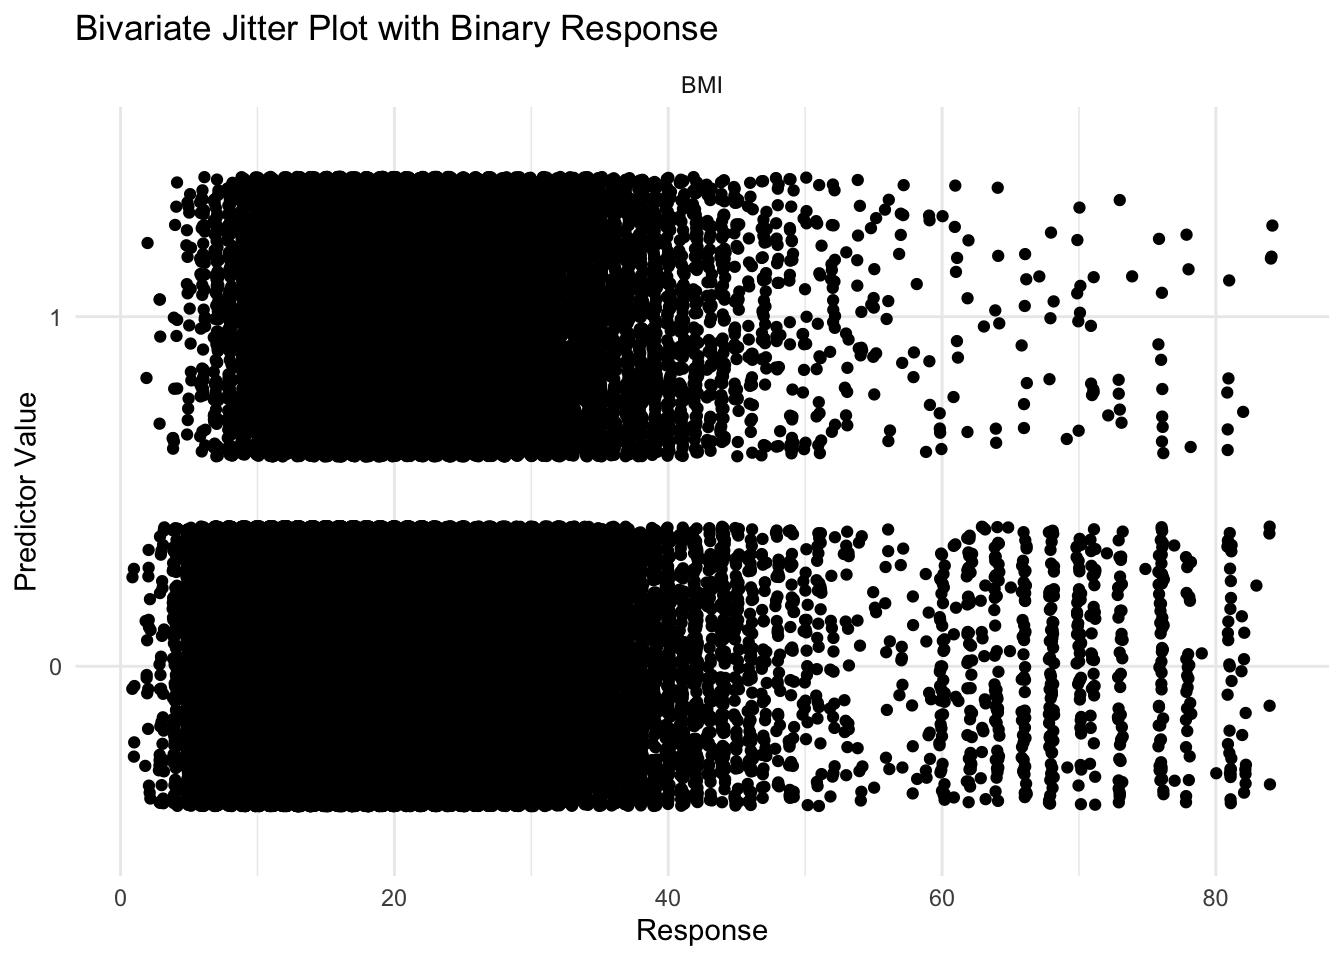 Bivariate Jitter Plot with Binary Response
BMI
Predictor Value
1
0
0
20
40
60
80
Response